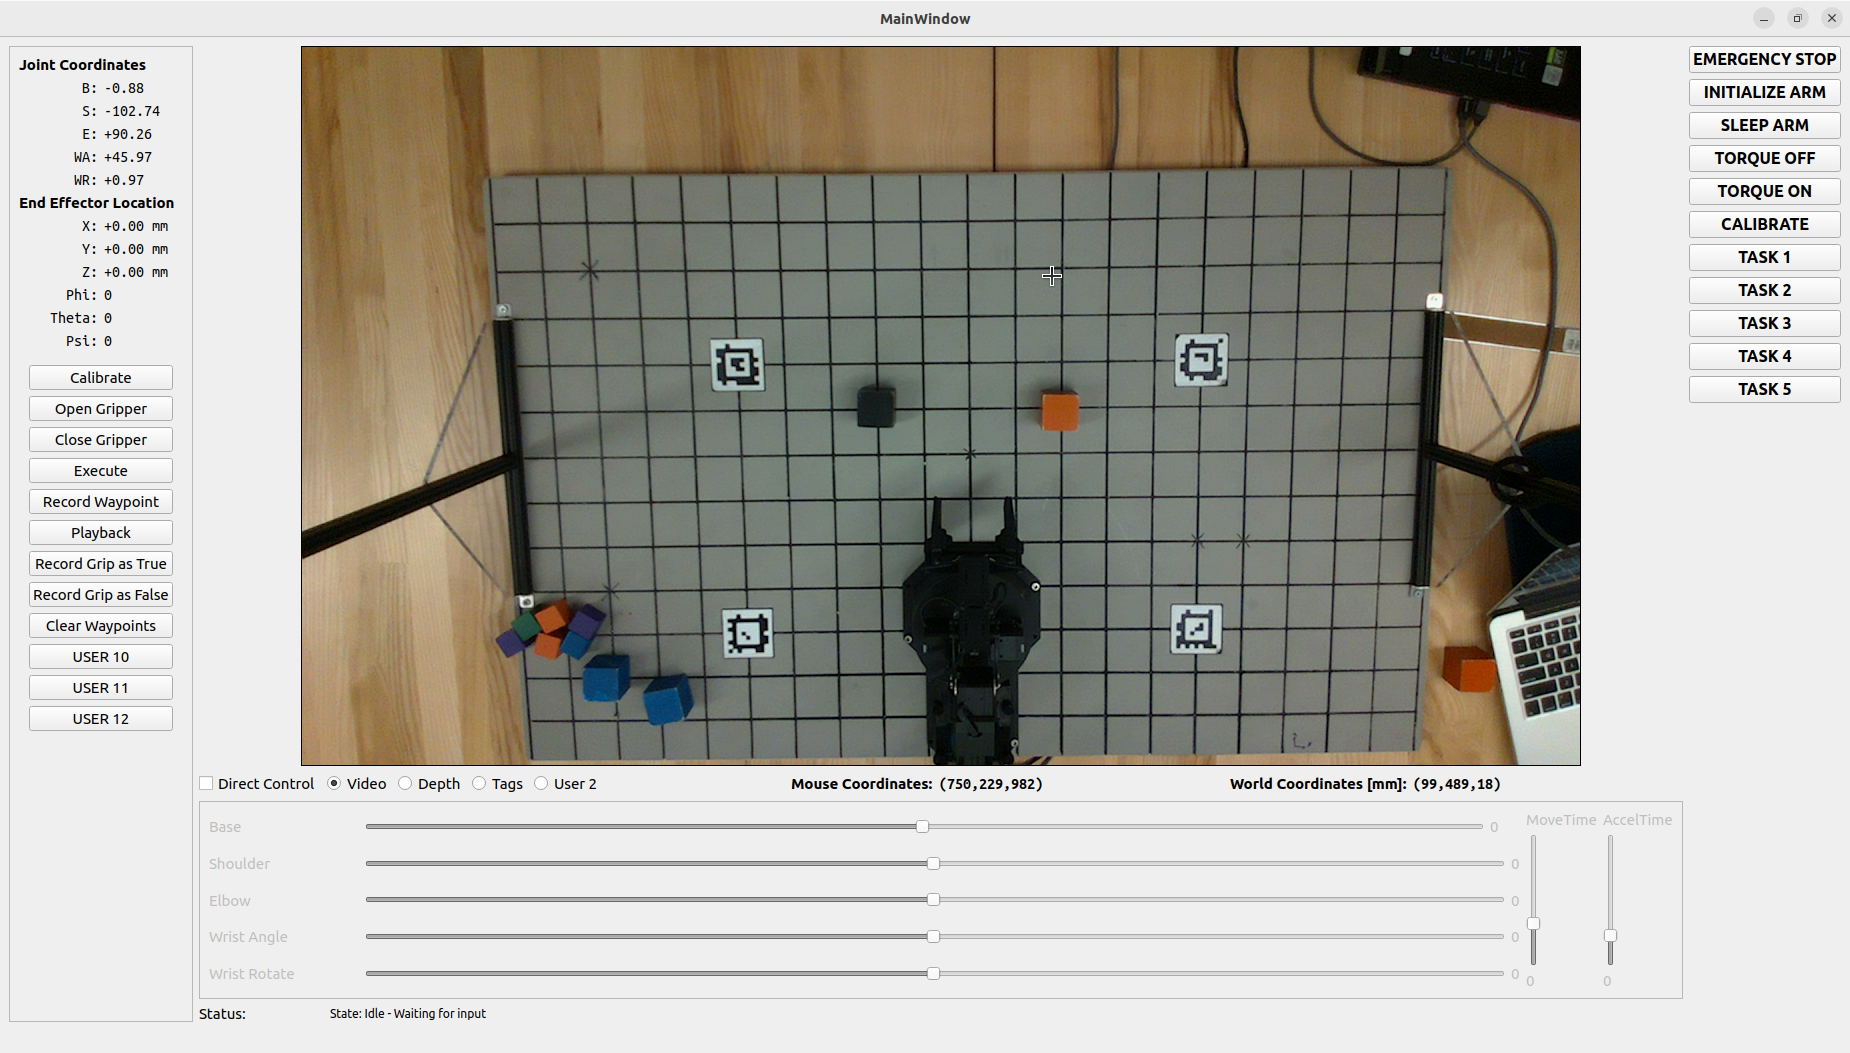 MainWindow
Joint Coordinates
B: -0.88
S: -102.74
E: +90.26
WA: +45.97
WR: +0.97
End Effector Location
X: +0.00 mm
Y: +0.00 mm
Z: +0.00 mm
Phi: 0
Theta: 0
Psi: 0
Calibrate
Open Gripper
Close Gripper
Execute
Record Waypoint
Playback
Record Grip as True
Record Grip as False
Clear Waypoints
USER 10
USER 11
USER 12
EMERGENCY STOP
INITIALIZE ARM
SLEEP ARM
TORQUE OFF
TORQUE ON
CALIBRATE
TASK 1
TASK 2
TASK 3
TASK 4
TASK 5
Direct Control Video Depth Tags User 2 Mouse Coordinates: (750,229,982) World Coordinates [mm]: (99,489,18)
Base 0
Shoulder 0
Elbow 0
Wrist Angle 0
Wrist Rotate 0
MoveTime AccelTime
0 0
Status: State: Idle - Waiting for input